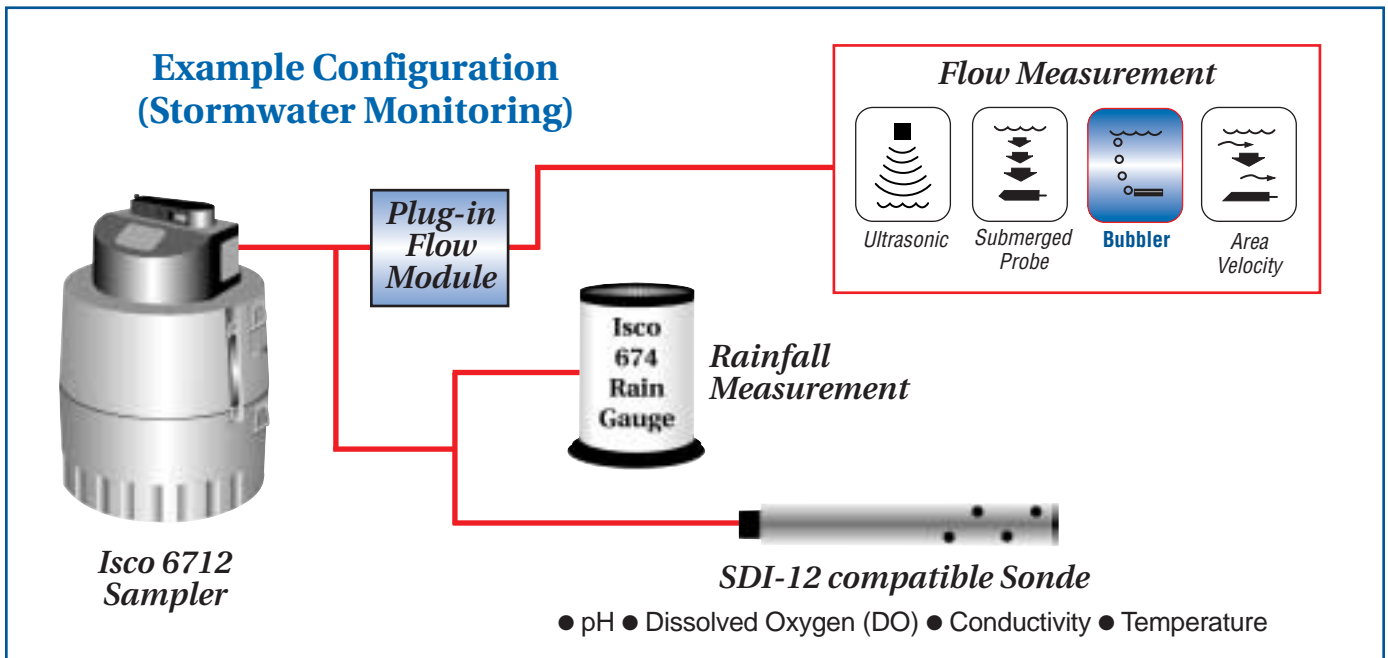 Example Configuration
(Stormwater Monitoring)
Flow Measurement
Ultrasonic
Submerged
Probe
Bubbler
Area
Velocity
Plug-in
Flow
Module
Isco
674
Rain
Gauge
Rainfall
Measurement
Isco 6712
Sampler
SDI-12 compatible Sonde
● pH ● Dissolved Oxygen (DO) ● Conductivity ● Temperature